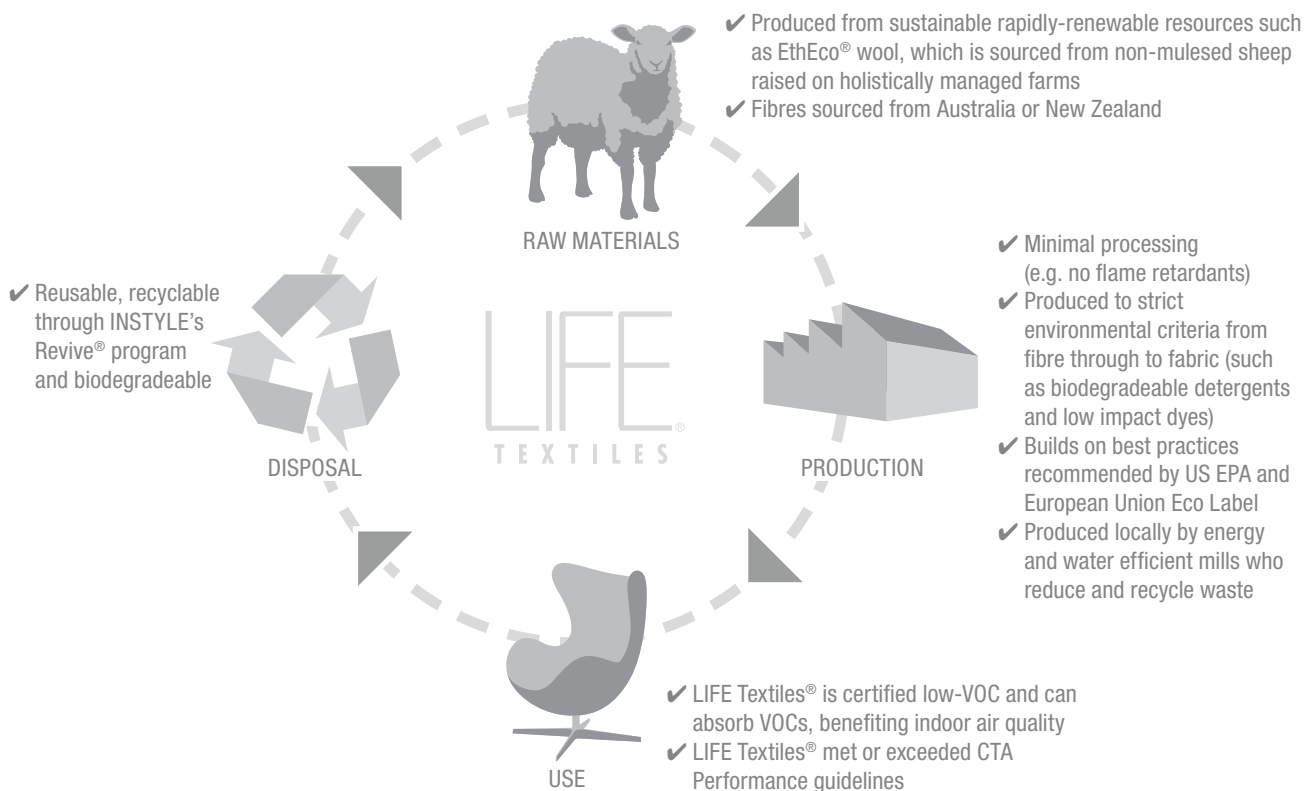 ✔ Produced from sustainable rapidly-renewable resources such
as EthEco® wool, which is sourced from non-mulesed sheep
raised on holistically managed farms
✔ Fibres sourced from Australia or New Zealand
RAW MATERIALS
✔ Minimal processing
(e.g. no flame retardants)
✔ Produced to strict
environmental criteria from
fibre through to fabric (such
as biodegradeable detergents
and low impact dyes)
✔ Builds on best practices
recommended by US EPA and
European Union Eco Label
✔ Produced locally by energy
and water efficient mills who
reduce and recycle waste
PRODUCTION
LIFE®
TEXTILES
✔ Reusable, recyclable
through INSTYLE’s
Revive® program
and biodegradeable
DISPOSAL
✔ LIFE Textiles® is certified low-VOC and can
absorb VOCs, benefiting indoor air quality
✔ LIFE Textiles® met or exceeded CTA
Performance guidelines
USE